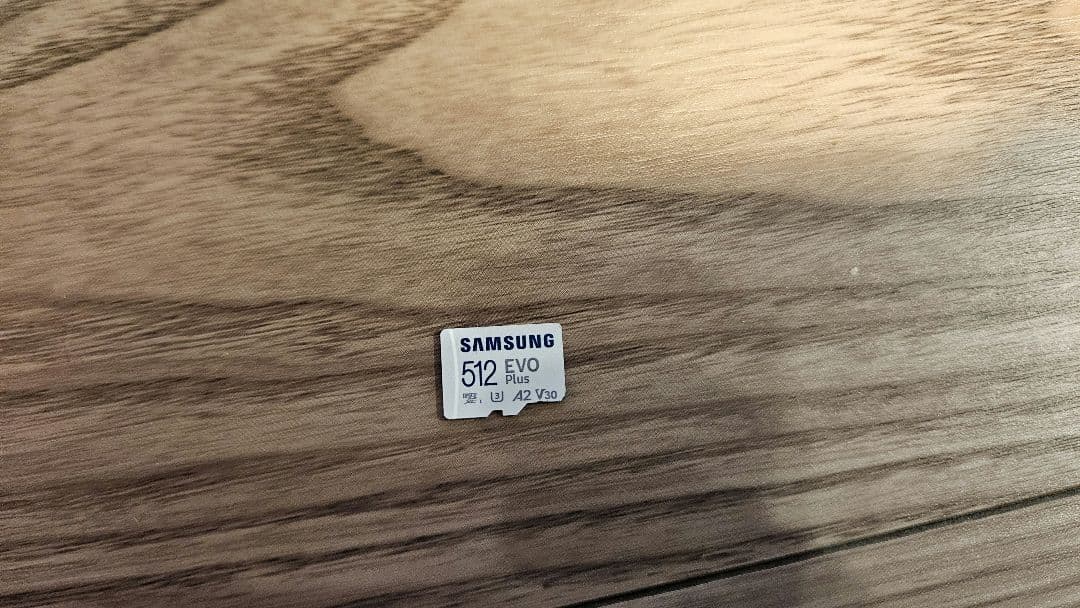 SAMSUNG
512 EVO
Plus
I U3 A2 V30